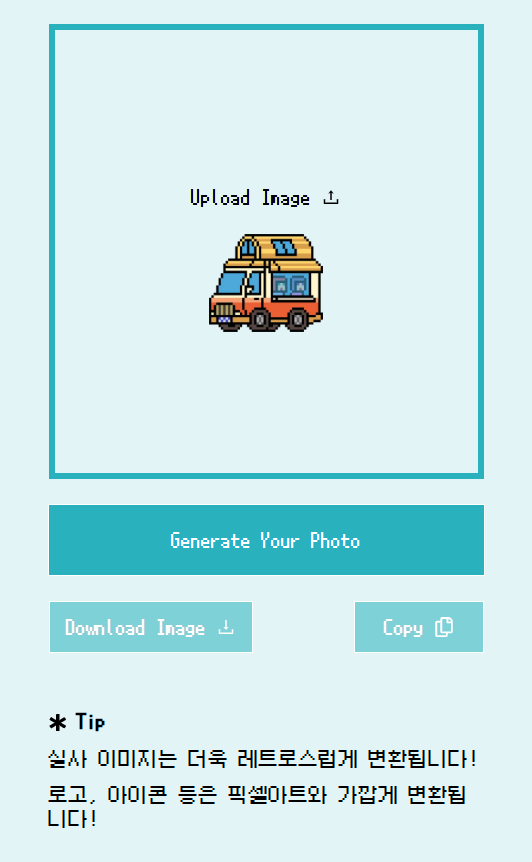 Upload Image
Generate Your Photo
Download Image
Copy
* Tip
실사 이미지는 더욱 레트로스럽게 변환됩니다!
로고, 아이콘 등은 픽셀아트와 가깝게 변환됩
니다!